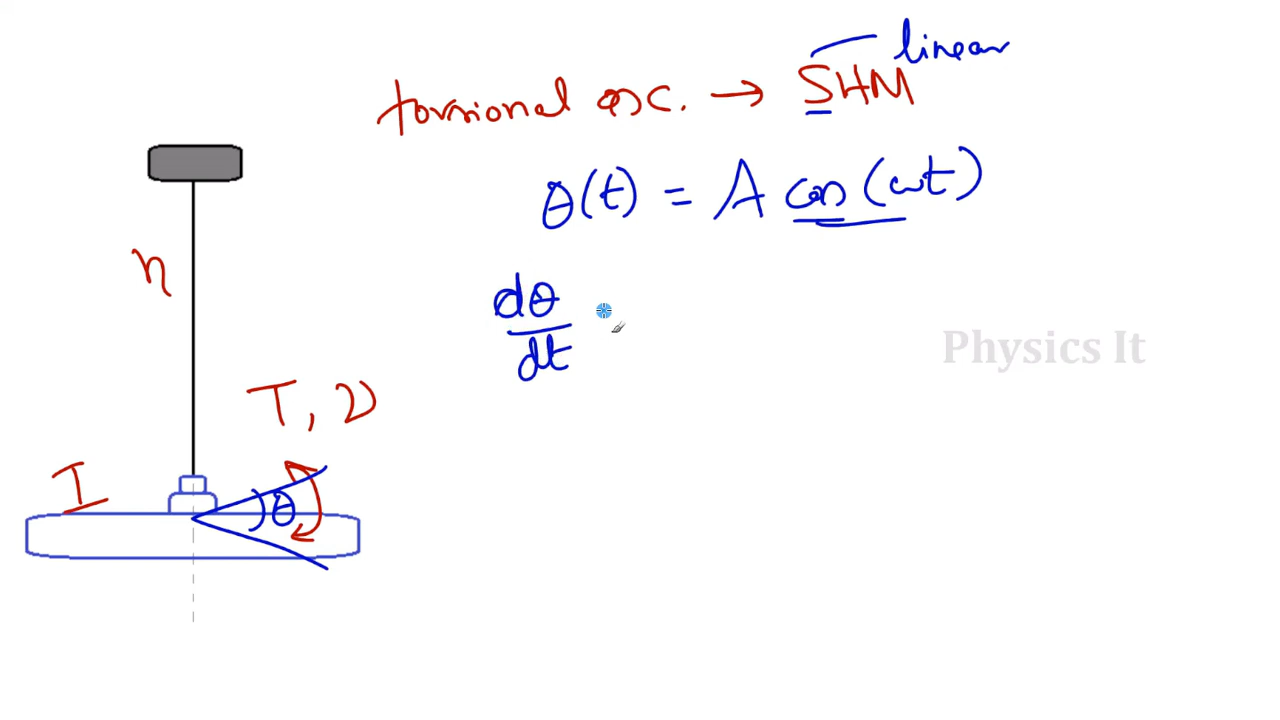 linear
torsional osc. → SHM
θ(t) = A cos(ωt)
η
dθ
dt
Physics It
T, ν
I
θ